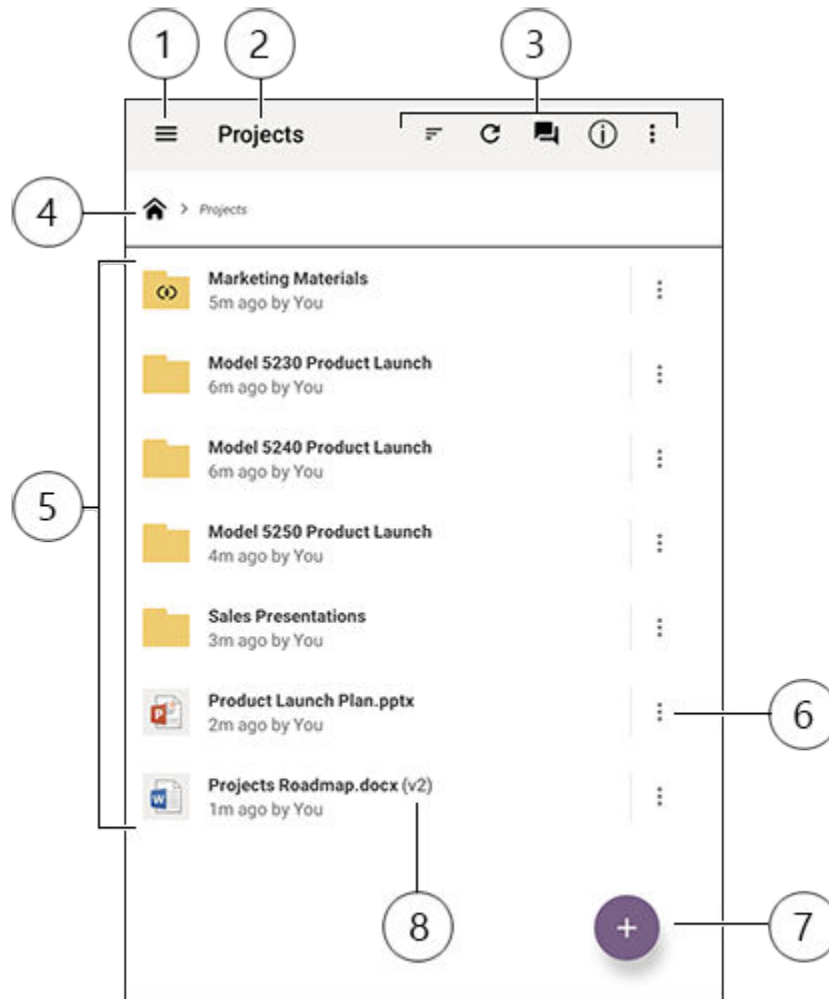 1 2 3
Projects
4
Projects
Marketing Materials
5m ago by You
Model 5230 Product Launch
6m ago by You
Model 5240 Product Launch
6m ago by You
5
Model 5250 Product Launch
4m ago by You
Sales Presentations
3m ago by You
Product Launch Plan.pptx
2m ago by You
6
Projects Roadmap.docx (v2)
1m ago by You
8
7